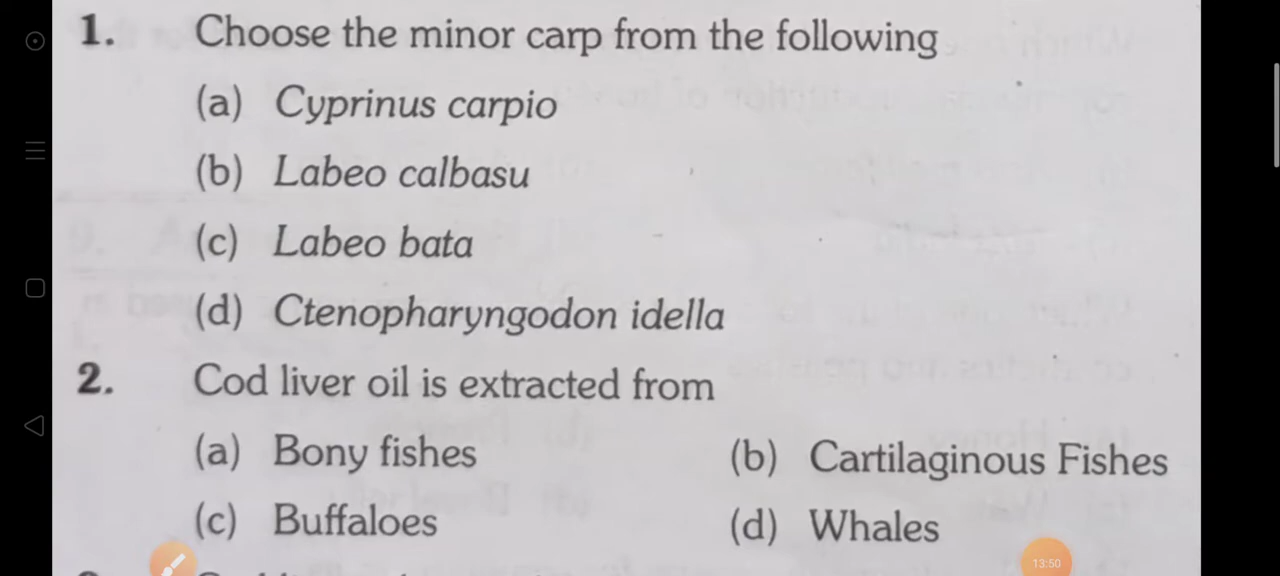 1. Choose the minor carp from the following
(a) Cyprinus carpio
(b) Labeo calbasu
(c) Labeo bata
(d) Ctenopharyngodon idella
2. Cod liver oil is extracted from
(a) Bony fishes (b) Cartilaginous Fishes
(c) Buffaloes (d) Whales
13:50